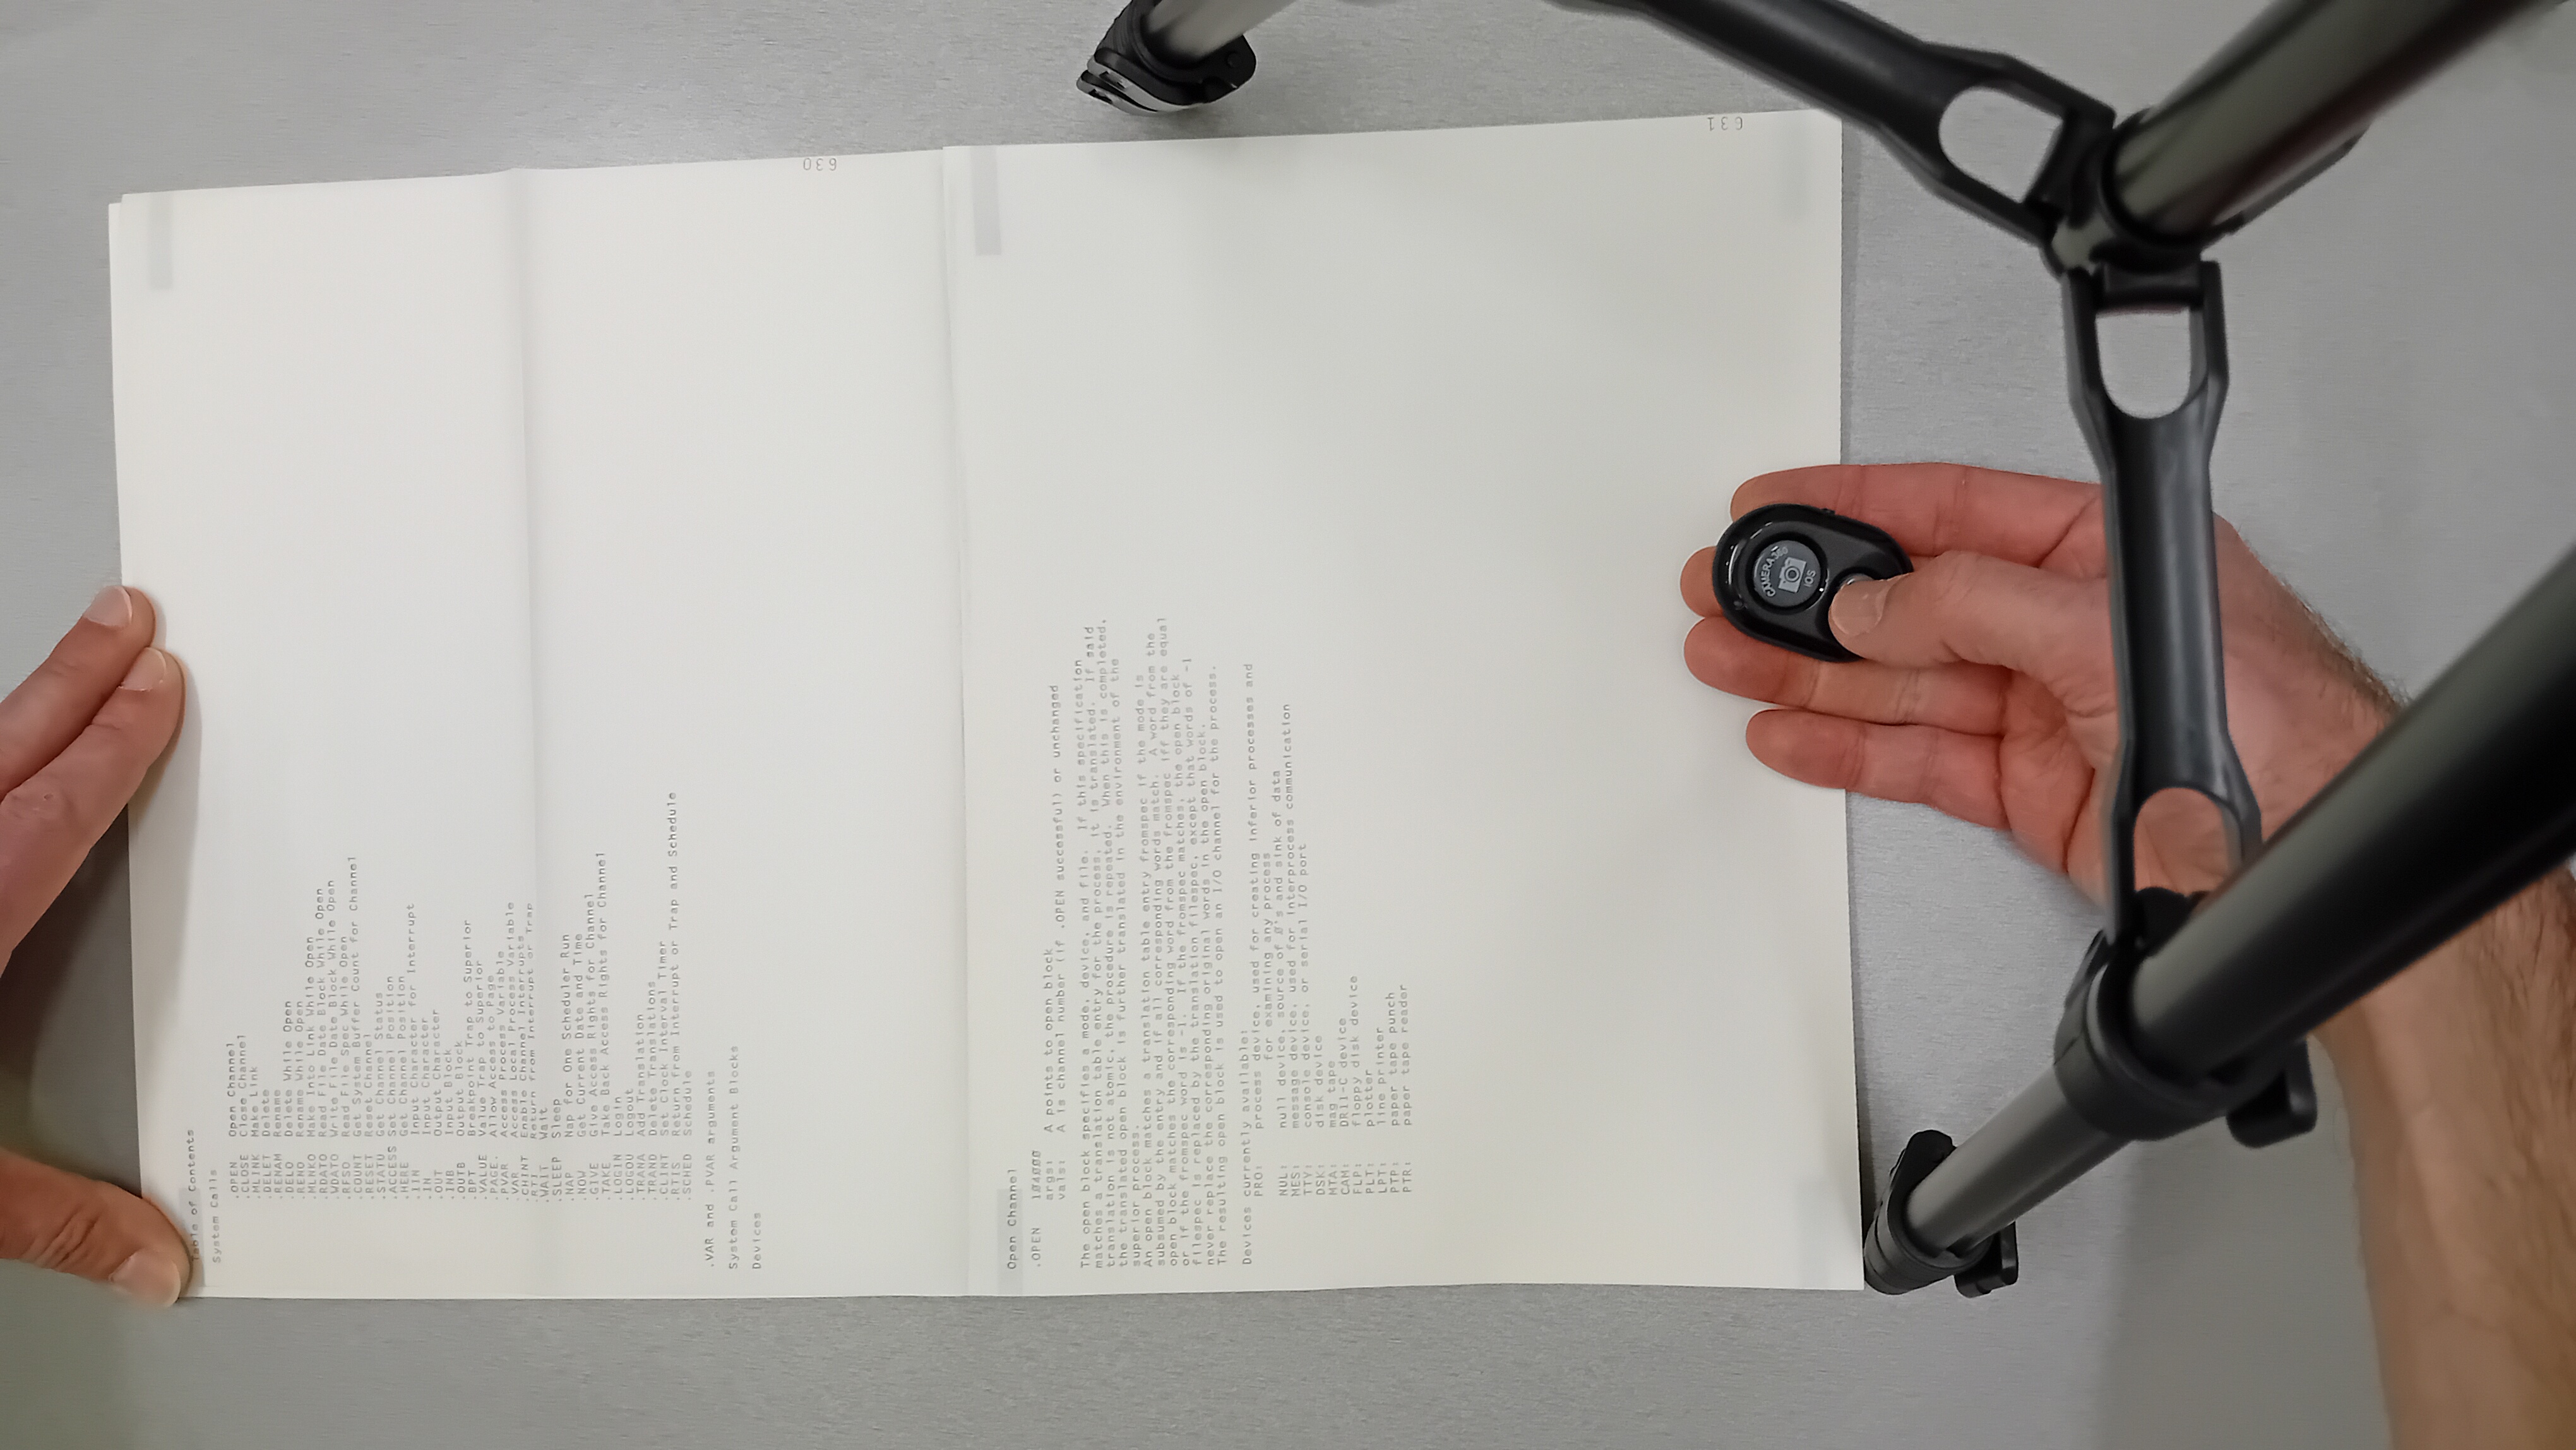 Table of Contents
System Calls
.OPEN Open Channel
.CLOSE Close Channel
.MLINK Make Link
.DELET Delete
.RENAM Rename
.DELO Delete While Open
.RENO Rename While Open
.MLNKO Make Into Link While Open
.RDATO Read File Date Block While Open
.WDATO Write File Date Block While Open
.RFSO Read File Spec While Open
.COUNT Get System Buffer Count for Channel
.RESET Reset Channel
.STATU Get Channel Status
.ACCESS Set Channel Position
.HERE Get Channel Position
.IIN Input Character for Interrupt
.IN Input Character
.OUT Output Character
.INB Input Block
.OUTB Output Block
.BPT Breakpoint Trap to Superior
.VALUE Value Trap to Superior
.PAGE Allow Access to Page
.PVAR Access Process Variable
.VAR Access Local Process Variable
.CHINT Enable Channel Interrupts
.RTI Return from Interrupt or Trap
.WAIT Wait
.SLEEP Sleep
.NAP Nap for One Scheduler Run
.NOW Get Current Date and Time
.GIVE Give Access Rights for Channel
.TAKE Take Back Access Rights for Channel
.LOGIN Login
.LOGOU Logout
.TRANA Add Translation
.TRAND Delete Translations
.CLINT Set Clock Interval Timer
.RTIS Return from Interrupt or Trap and Schedule
.SCHED Schedule
.VAR and .PVAR arguments
System Call Argument Blocks
Devices
630
Open Channel
.OPEN 104000
args: A points to open block
vals: A is channel number (if .OPEN successful) or unchanged
The open block specifies a mode, device, and file. If this specification
matches a translation table entry for the process, it is translated. If said
translation is not atomic, the procedure is repeated. When this is completed,
the translated open block is further translated in the environment of the
superior process.
An open block matches a translation table entry fromspec if the mode is
subsumed by the entry and if all corresponding words match. A word from the
open block matches the corresponding word from the fromspec iff they are equal
or if the fromspec word is -1. If the fromspec matches, the open block
filespec is replaced by the translation filespec, except that words of -1
never replace the corresponding original words in the open block.
The resulting open block is used to open an I/O channel for the process.
Devices currently available:
PRO: process device, used for creating inferior processes and
for examining any process
NUL: null device, source of 0's and sink of data
MES: message device, used for interprocess communication
TTY: console device, or serial I/O port
DSK: disk device
MTA: mag tape
CAM: DR11-C device
FLP: floppy disk device
PLT: plotter
LPT: line printer
PTP: paper tape punch
PTR: paper tape reader
631
CAMERA
iOS